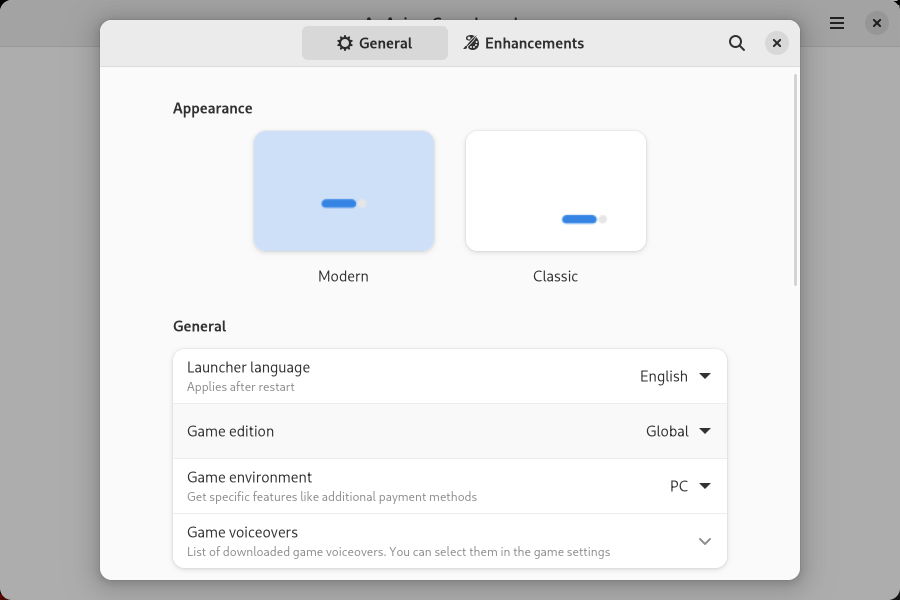 General
Enhancements
Appearance
Modern
Classic
General
Launcher language
Applies after restart
English
Game edition
Global
Game environment
Get specific features like additional payment methods
PC
Game voiceovers
List of downloaded game voiceovers. You can select them in the game settings